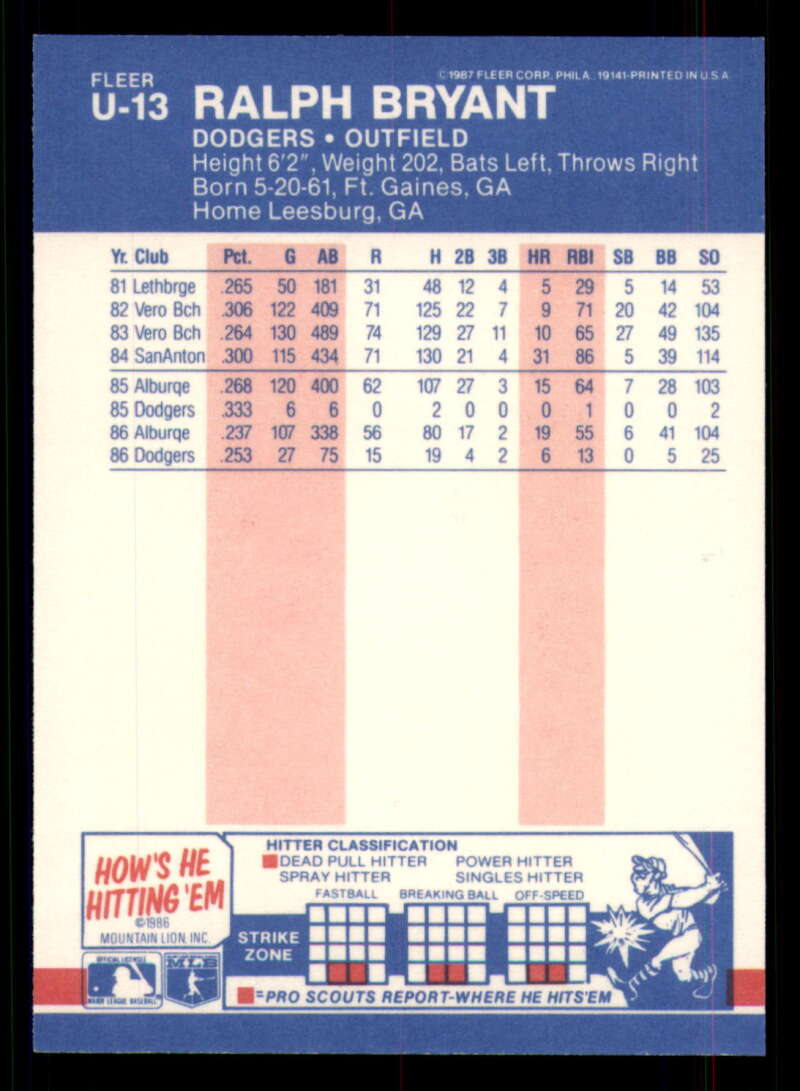 FLEER
©1987 FLEER CORP., PHILA. 19141-PRINTED IN U.S.A.
U-13 RALPH BRYANT
DODGERS • OUTFIELD
Height 6'2", Weight 202, Bats Left, Throws Right
Born 5-20-61, Ft. Gaines, GA
Home Leesburg, GA
Yr. Club Pct. G AB R H 2B 3B HR RBI SB BB SO
81 Lethbrge .265 50 181 31 48 12 4 5 29 5 14 53
82 Vero Bch .306 122 409 71 125 22 7 9 71 20 42 104
83 Vero Bch .264 130 489 74 129 27 11 10 65 27 49 135
84 SanAnton .300 115 434 71 130 21 4 31 86 5 39 114
85 Alburqe .268 120 400 62 107 27 3 15 64 7 28 103
85 Dodgers .333 6 6 0 2 0 0 0 1 0 0 2
86 Alburqe .237 107 338 56 80 17 2 19 55 6 41 104
86 Dodgers .253 27 75 15 19 4 2 6 13 0 5 25
HOW'S HE
HITTING 'EM
©1986
MOUNTAIN LION, INC.
HITTER CLASSIFICATION
DEAD PULL HITTER POWER HITTER
SPRAY HITTER SINGLES HITTER
FASTBALL BREAKING BALL OFF-SPEED
STRIKE
ZONE
=PRO SCOUTS REPORT-WHERE HE HITS'EM
OFFICIAL LICENSEE
MAJOR LEAGUE BASEBALL
MLB